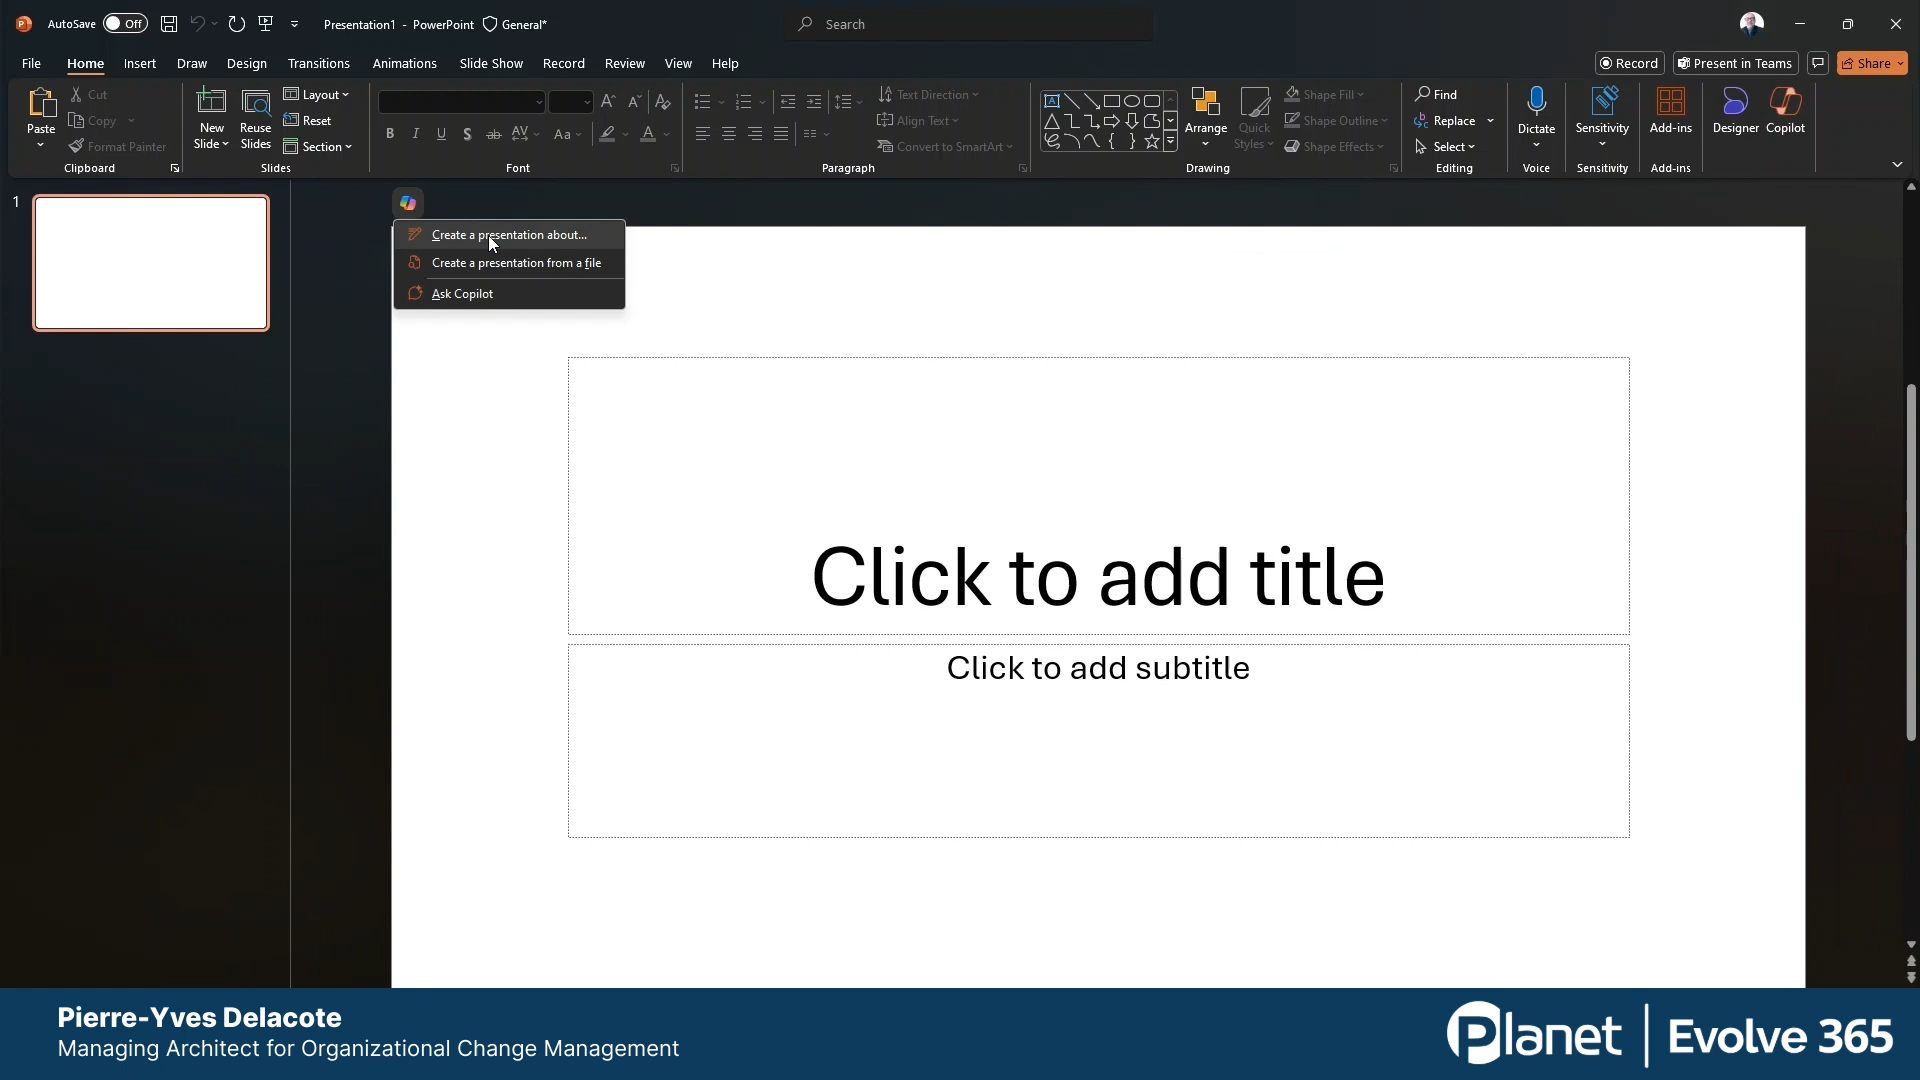 AutoSave Off Presentation1 - PowerPoint General* Search
File Home Insert Draw Design Transitions Animations Slide Show Record Review View Help Record Present in Teams Share
Paste
Cut
Copy
Format Painter
Clipboard
New Slide
Reuse Slides
Layout
Reset
Section
Slides
B I U S ab AV Aa A
Font
Text Direction
Align Text
Convert to SmartArt
Paragraph
Arrange
Quick Styles
Shape Fill
Shape Outline
Shape Effects
Drawing
Find
Replace
Select
Editing
Dictate
Voice
Sensitivity
Sensitivity
Add-ins
Add-ins
Designer
Copilot
1
Create a presentation about...
Create a presentation from a file
Ask Copilot
Click to add title
Click to add subtitle
Pierre-Yves Delacote
Managing Architect for Organizational Change Management
Planet | Evolve 365